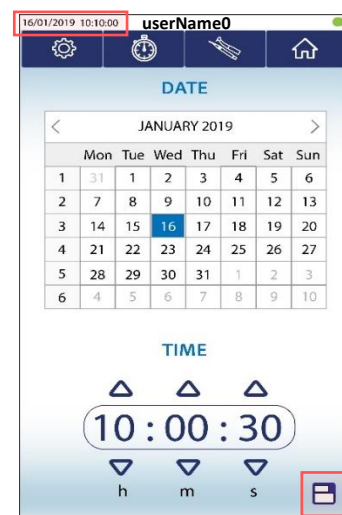 16/01/2019 10:10:00 userName0
DATE
< JANUARY 2019 >
Mon Tue Wed Thu Fri Sat Sun
1 31 1 2 3 4 5 6
2 7 8 9 10 11 12 13
3 14 15 16 17 18 19 20
4 21 22 23 24 25 26 27
5 28 29 30 31 1 2 3
6 4 5 6 7 8 9 10
TIME
10 : 00 : 30
h m s